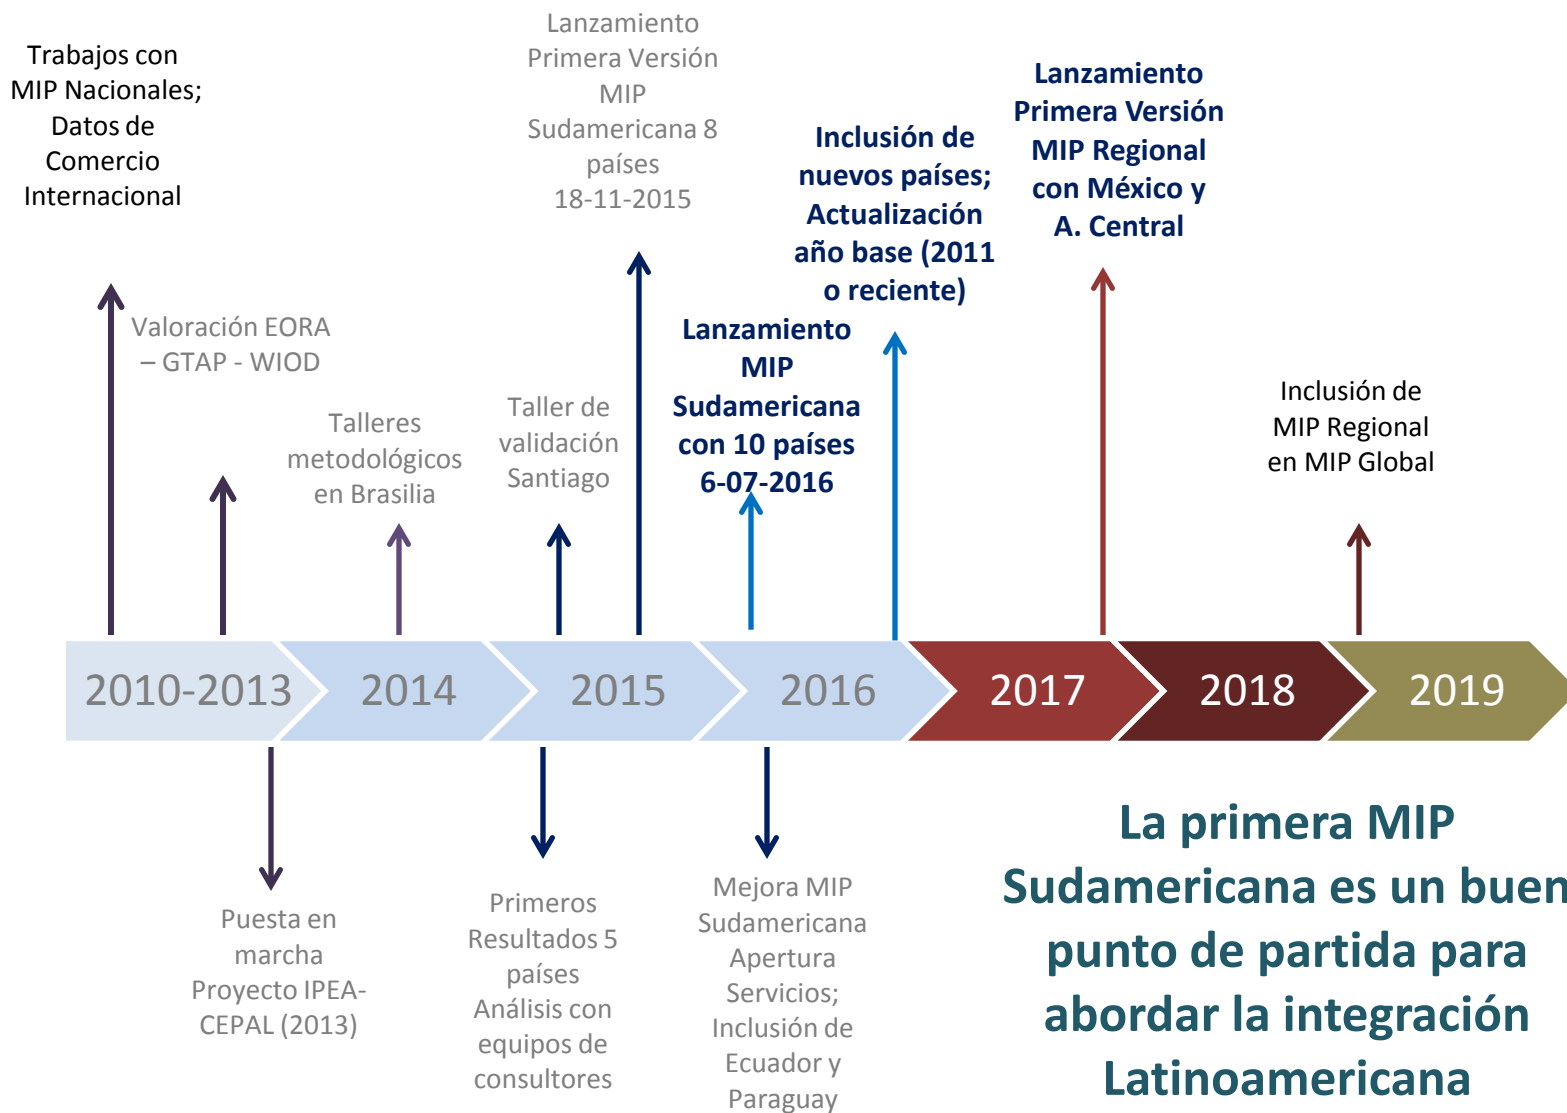 Trabajos con
MIP Nacionales;
Datos de
Comercio
Internacional
Valoración EORA
– GTAP - WIOD
Talleres
metodológicos
en Brasilia
Taller de
validación
Santiago
Lanzamiento
Primera Versión
MIP
Sudamericana 8
países
18-11-2015
Lanzamiento
MIP
Sudamericana
con 10 países
6-07-2016
Inclusión de
nuevos países;
Actualización
año base (2011
o reciente)
Lanzamiento
Primera Versión
MIP Regional
con México y
A. Central
Inclusión de
MIP Regional
en MIP Global
2010-2013
2014
2015
2016
2017
2018
2019
Puesta en
marcha
Proyecto IPEA-
CEPAL (2013)
Primeros
Resultados 5
países
Análisis con
equipos de
consultores
Mejora MIP
Sudamericana
Apertura
Servicios;
Inclusión de
Ecuador y
Paraguay
La primera MIP
Sudamericana es un buen
punto de partida para
abordar la integración
Latinoamericana